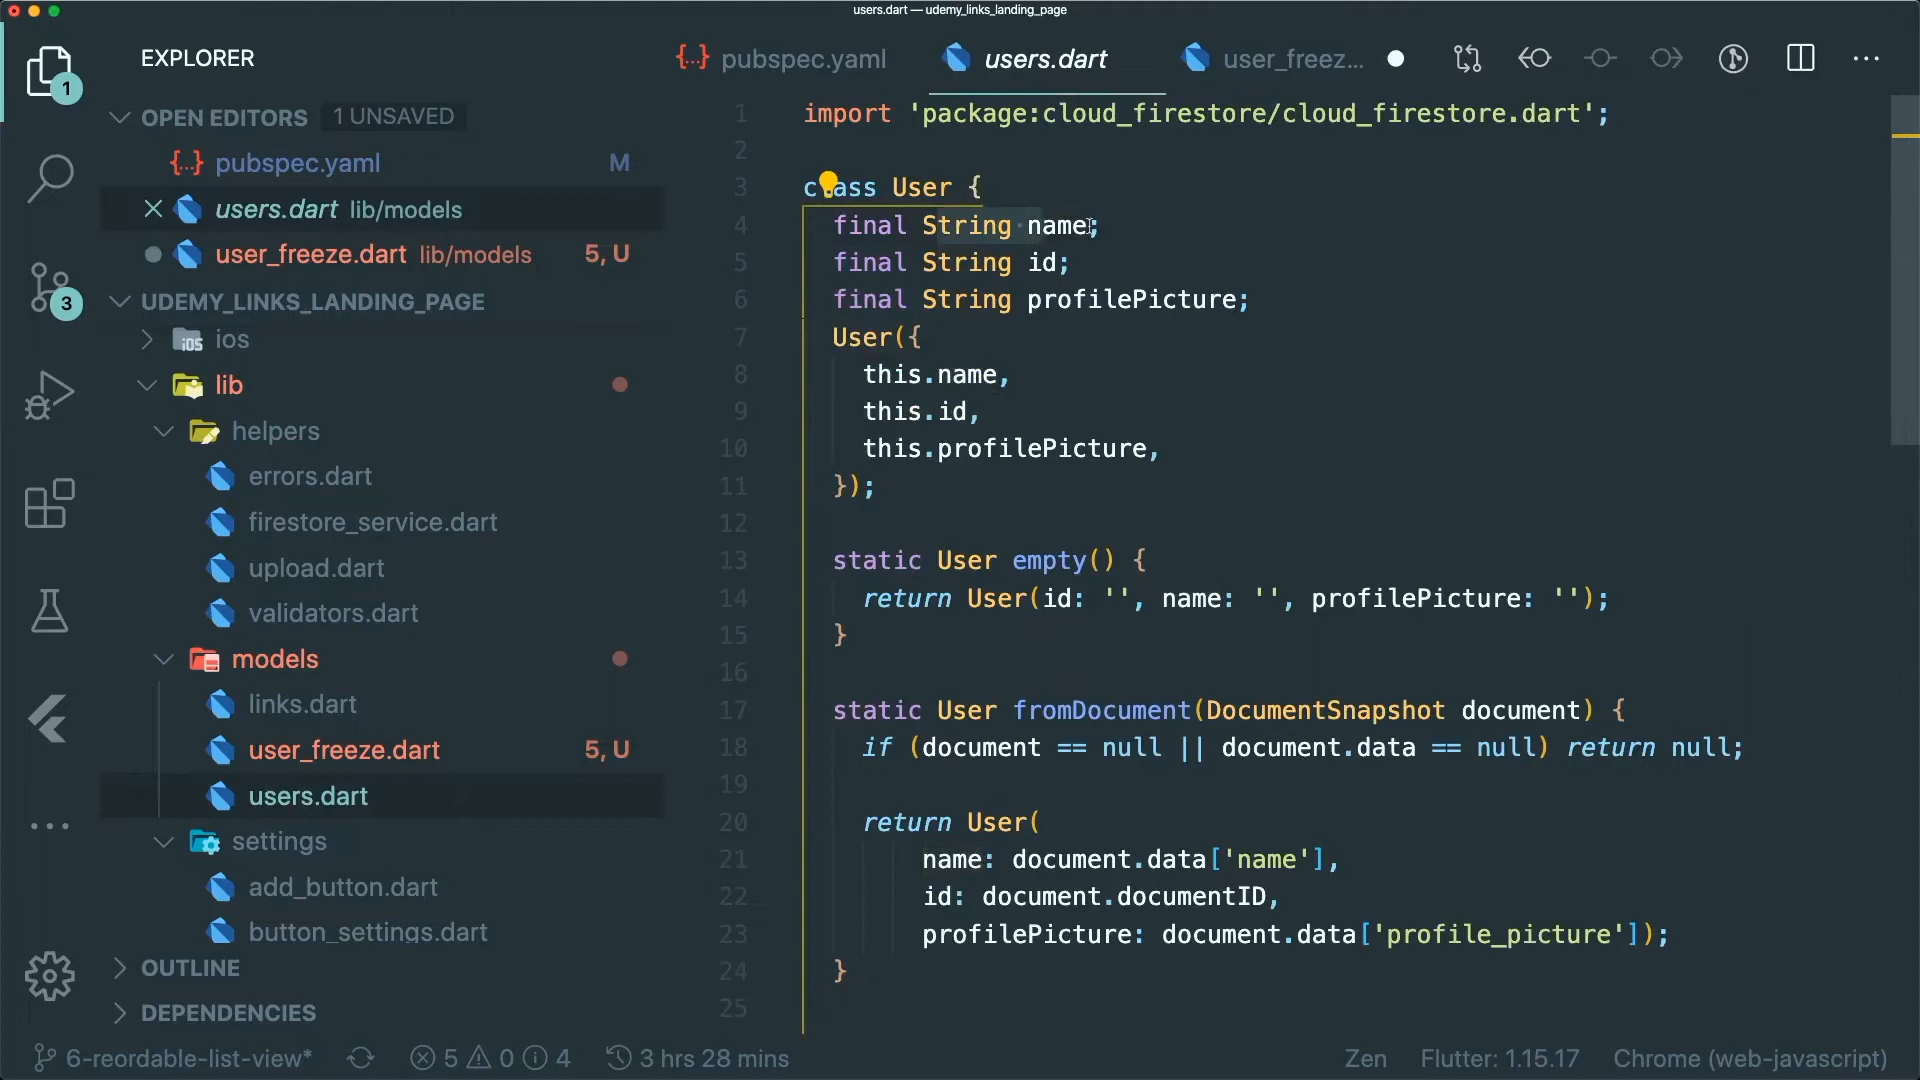 users.dart — udemy_links_landing_page
EXPLORER
1
OPEN EDITORS 1 UNSAVED
pubspec.yaml M
users.dart lib/models
user_freeze.dart lib/models 5, U
3
UDEMY_LINKS_LANDING_PAGE
ios
lib
helpers
errors.dart
firestore_service.dart
upload.dart
validators.dart
models
links.dart
user_freeze.dart 5, U
users.dart
settings
add_button.dart
button_settings.dart
OUTLINE
DEPENDENCIES
pubspec.yaml users.dart user_freez...
1 import 'package:cloud_firestore/cloud_firestore.dart';
2
3 class User {
4 final String name;
5 final String id;
6 final String profilePicture;
7 User({
8 this.name,
9 this.id,
10 this.profilePicture,
11 });
12
13 static User empty() {
14 return User(id: '', name: '', profilePicture: '');
15 }
16
17 static User fromDocument(DocumentSnapshot document) {
18 if (document == null || document.data == null) return null;
19
20 return User(
21 name: document.data['name'],
22 id: document.documentID,
23 profilePicture: document.data['profile_picture']);
24 }
25
6-reordable-list-view* 5 0 4 3 hrs 28 mins Zen Flutter: 1.15.17 Chrome (web-javascript)